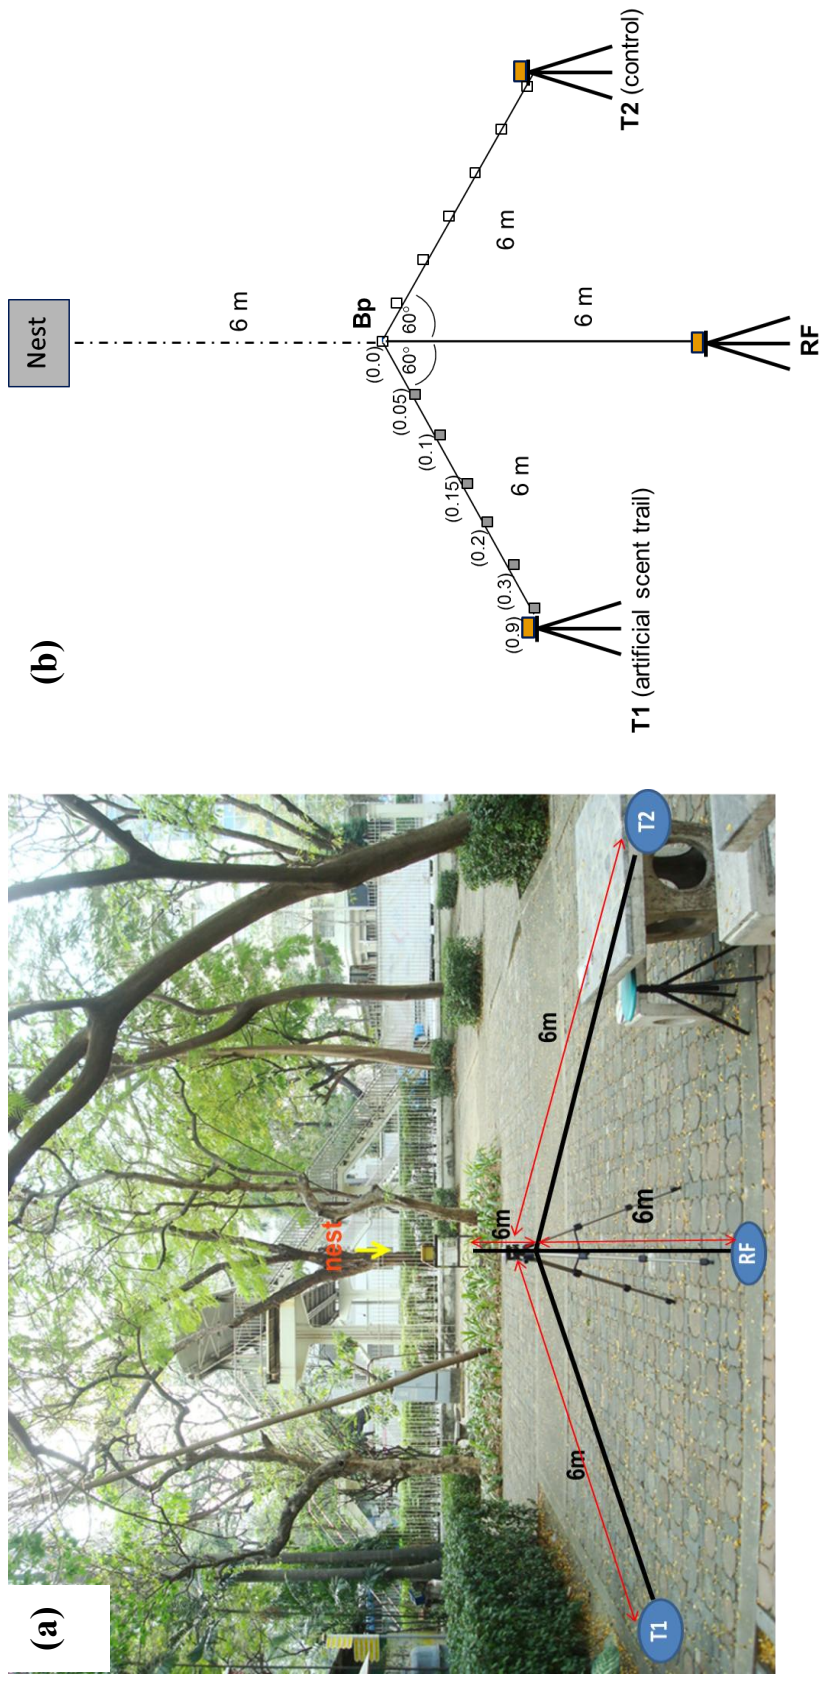 (a)
nest
6m
6m
6m
6m
T1
RF
T2
(b)
Nest
6 m
Bp
(0.0)
60°
60°
(0.05)
(0.1)
(0.15)
(0.2)
(0.3)
(0.9)
6 m
6 m
6 m
T1 (artificial scent trail)
RF
T2 (control)